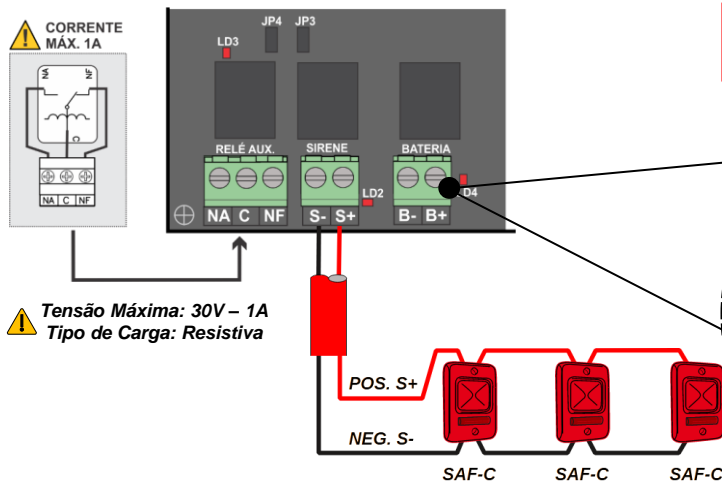 CORRENTE
MÁX. 1A
NA
NF
C
NA C NF
JP4 JP3
LD3
RELÉ AUX. SIRENE BATERIA
LD2
D4
NA C NF S- S+ B- B+
Tensão Máxima: 30V – 1A
Tipo de Carga: Resistiva
POS. S+
NEG. S-
SAF-C SAF-C SAF-C